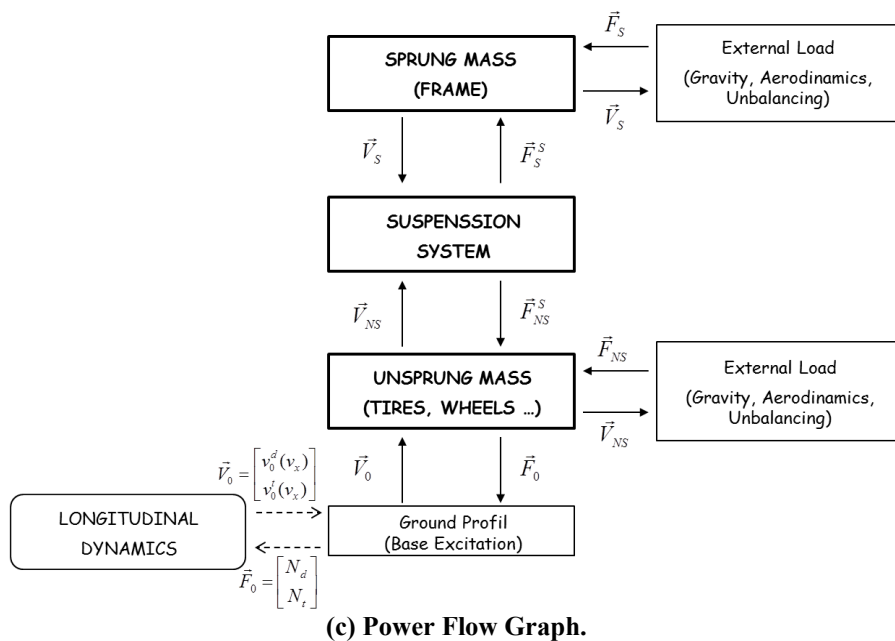 SPRUNG MASS
(FRAME)
F⃗_S
V⃗_S
External Load
(Gravity, Aerodinamics,
Unbalancing)
V⃗_S
F⃗_S^S
SUSPENSSION
SYSTEM
V⃗_NS
F⃗_NS^S
UNSPRUNG MASS
(TIRES, WHEELS ...)
F⃗_NS
V⃗_NS
External Load
(Gravity, Aerodinamics,
Unbalancing)
V⃗_0 = [v_0^d(v_x)
v_0^t(v_x)]
V⃗_0
F⃗_0
LONGITUDINAL
DYNAMICS
Ground Profil
(Base Excitation)
F⃗_0 = [N_d
N_t]
(c) Power Flow Graph.